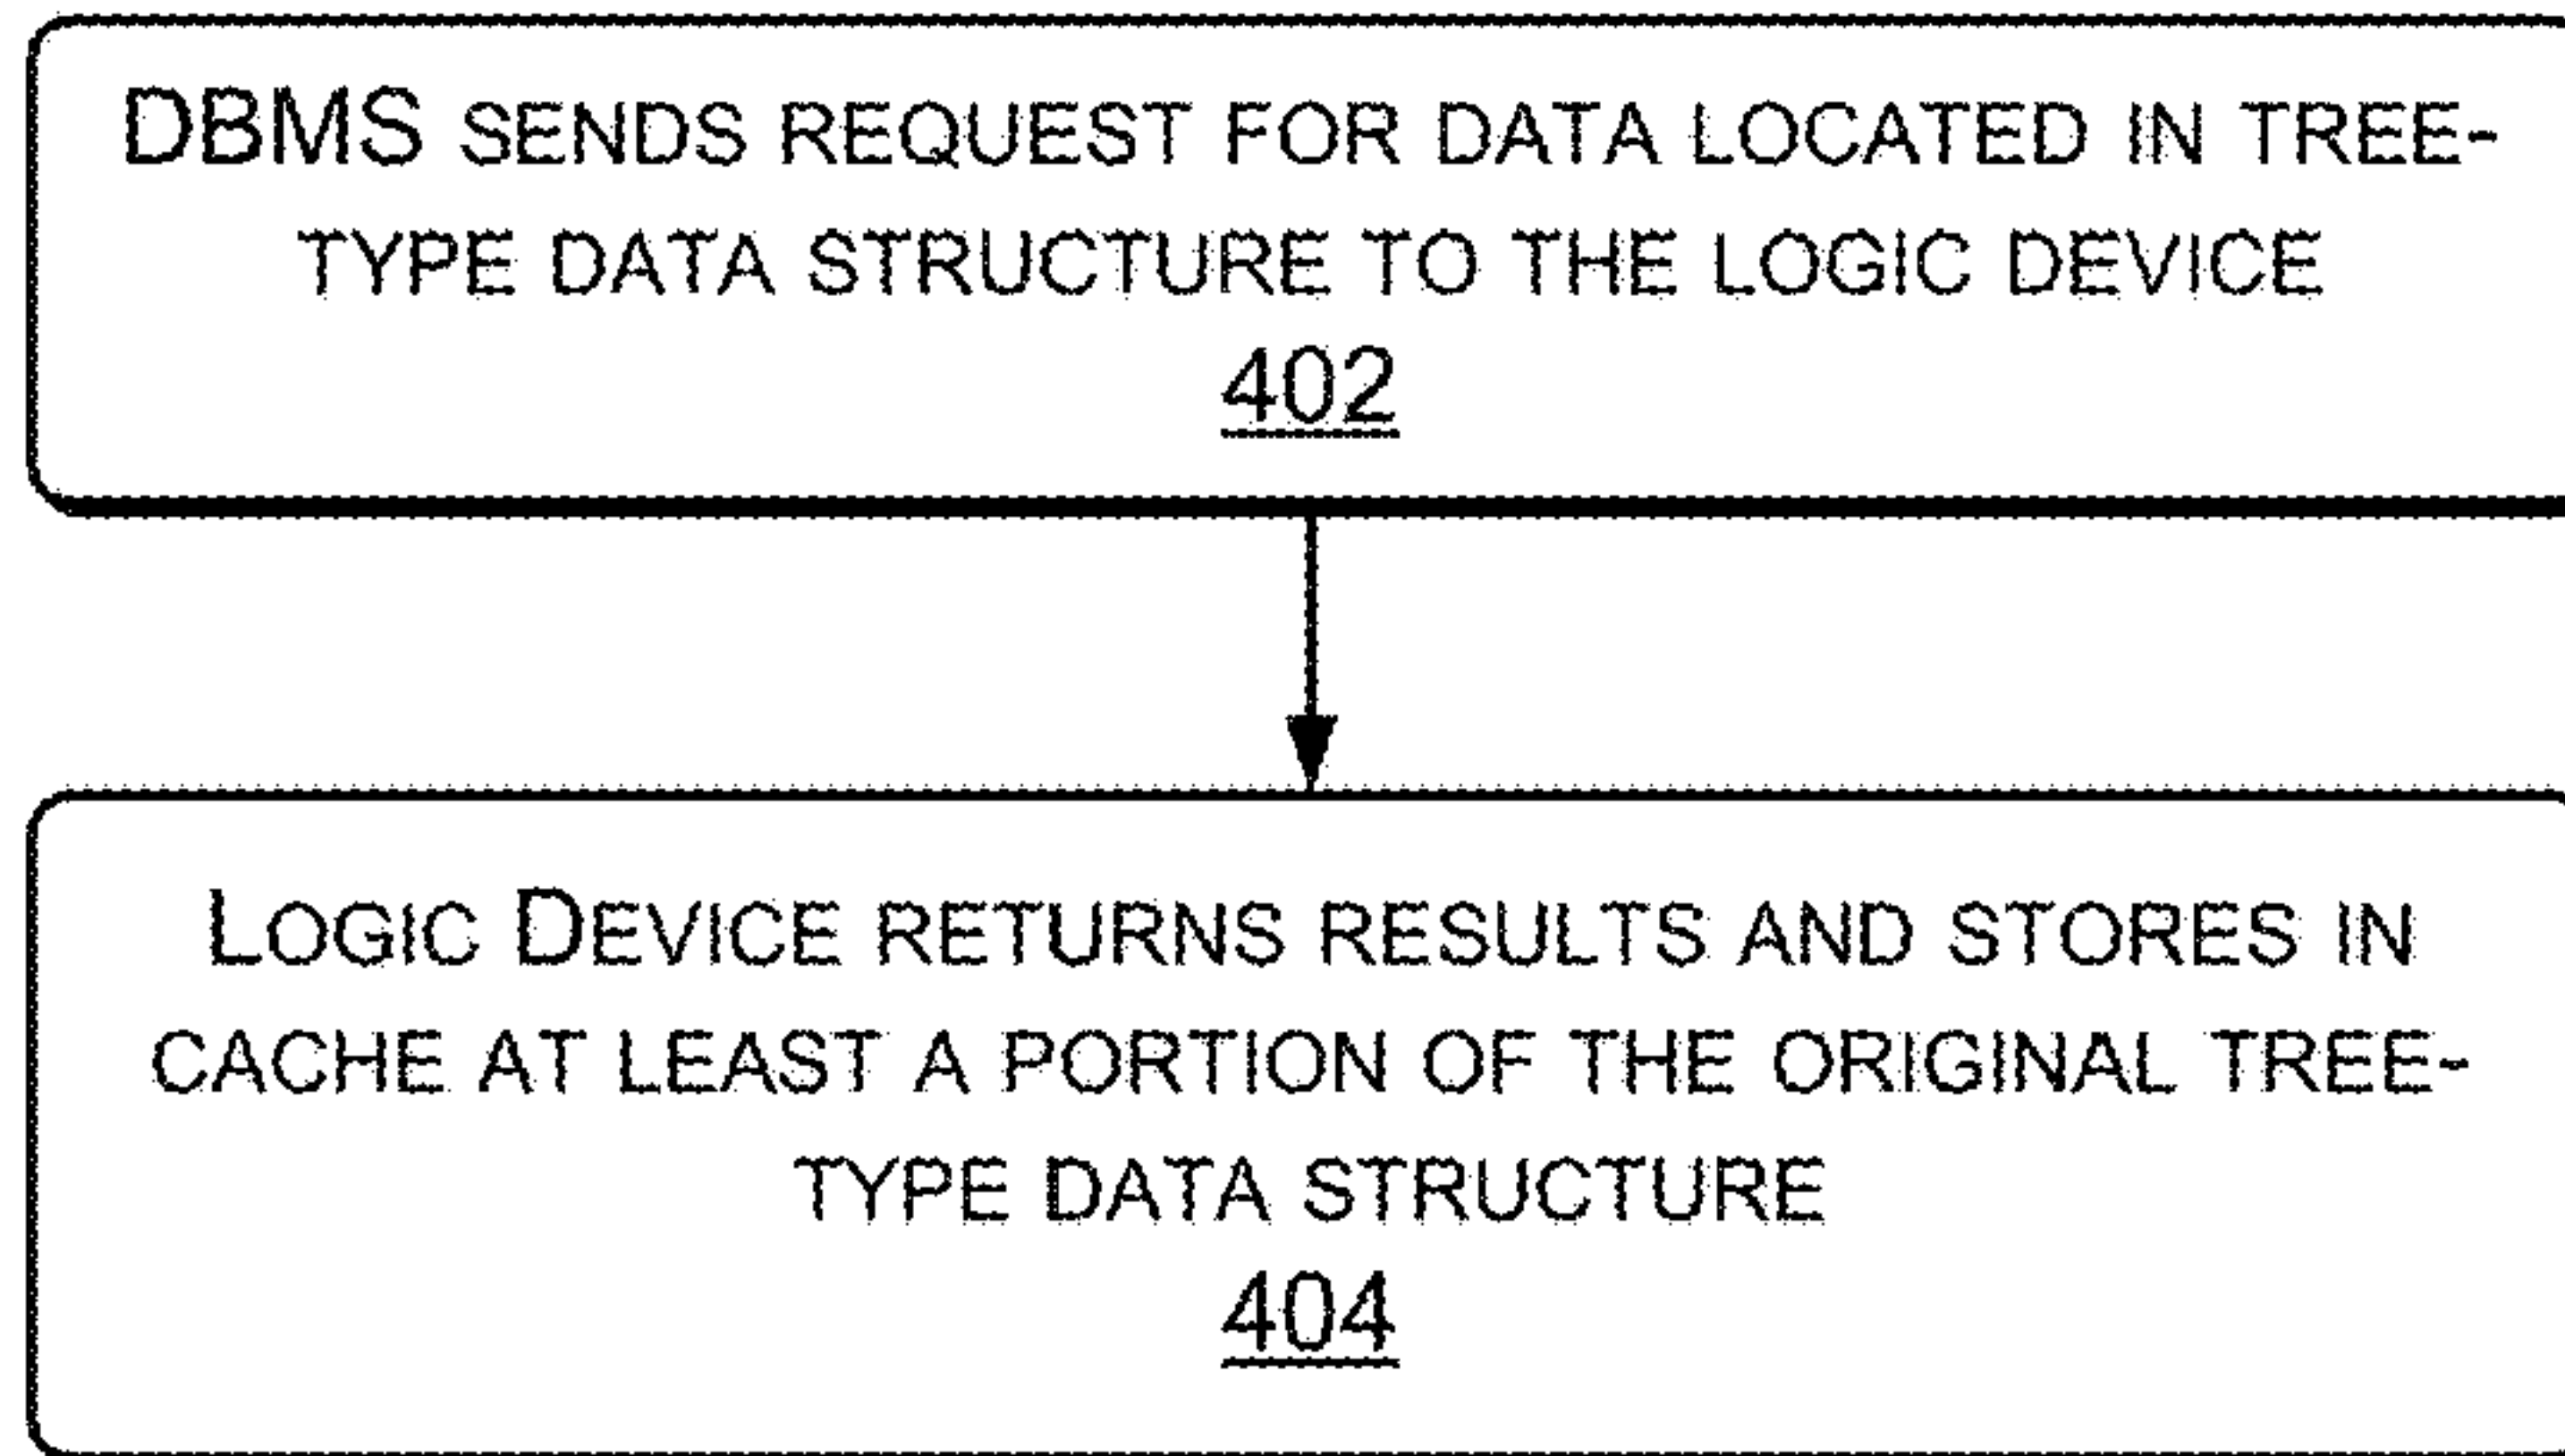 DBMS SENDS REQUEST FOR DATA LOCATED IN TREE-
TYPE DATA STRUCTURE TO THE LOGIC DEVICE
402
LOGIC DEVICE RETURNS RESULTS AND STORES IN
CACHE AT LEAST A PORTION OF THE ORIGINAL TREE-
TYPE DATA STRUCTURE
404